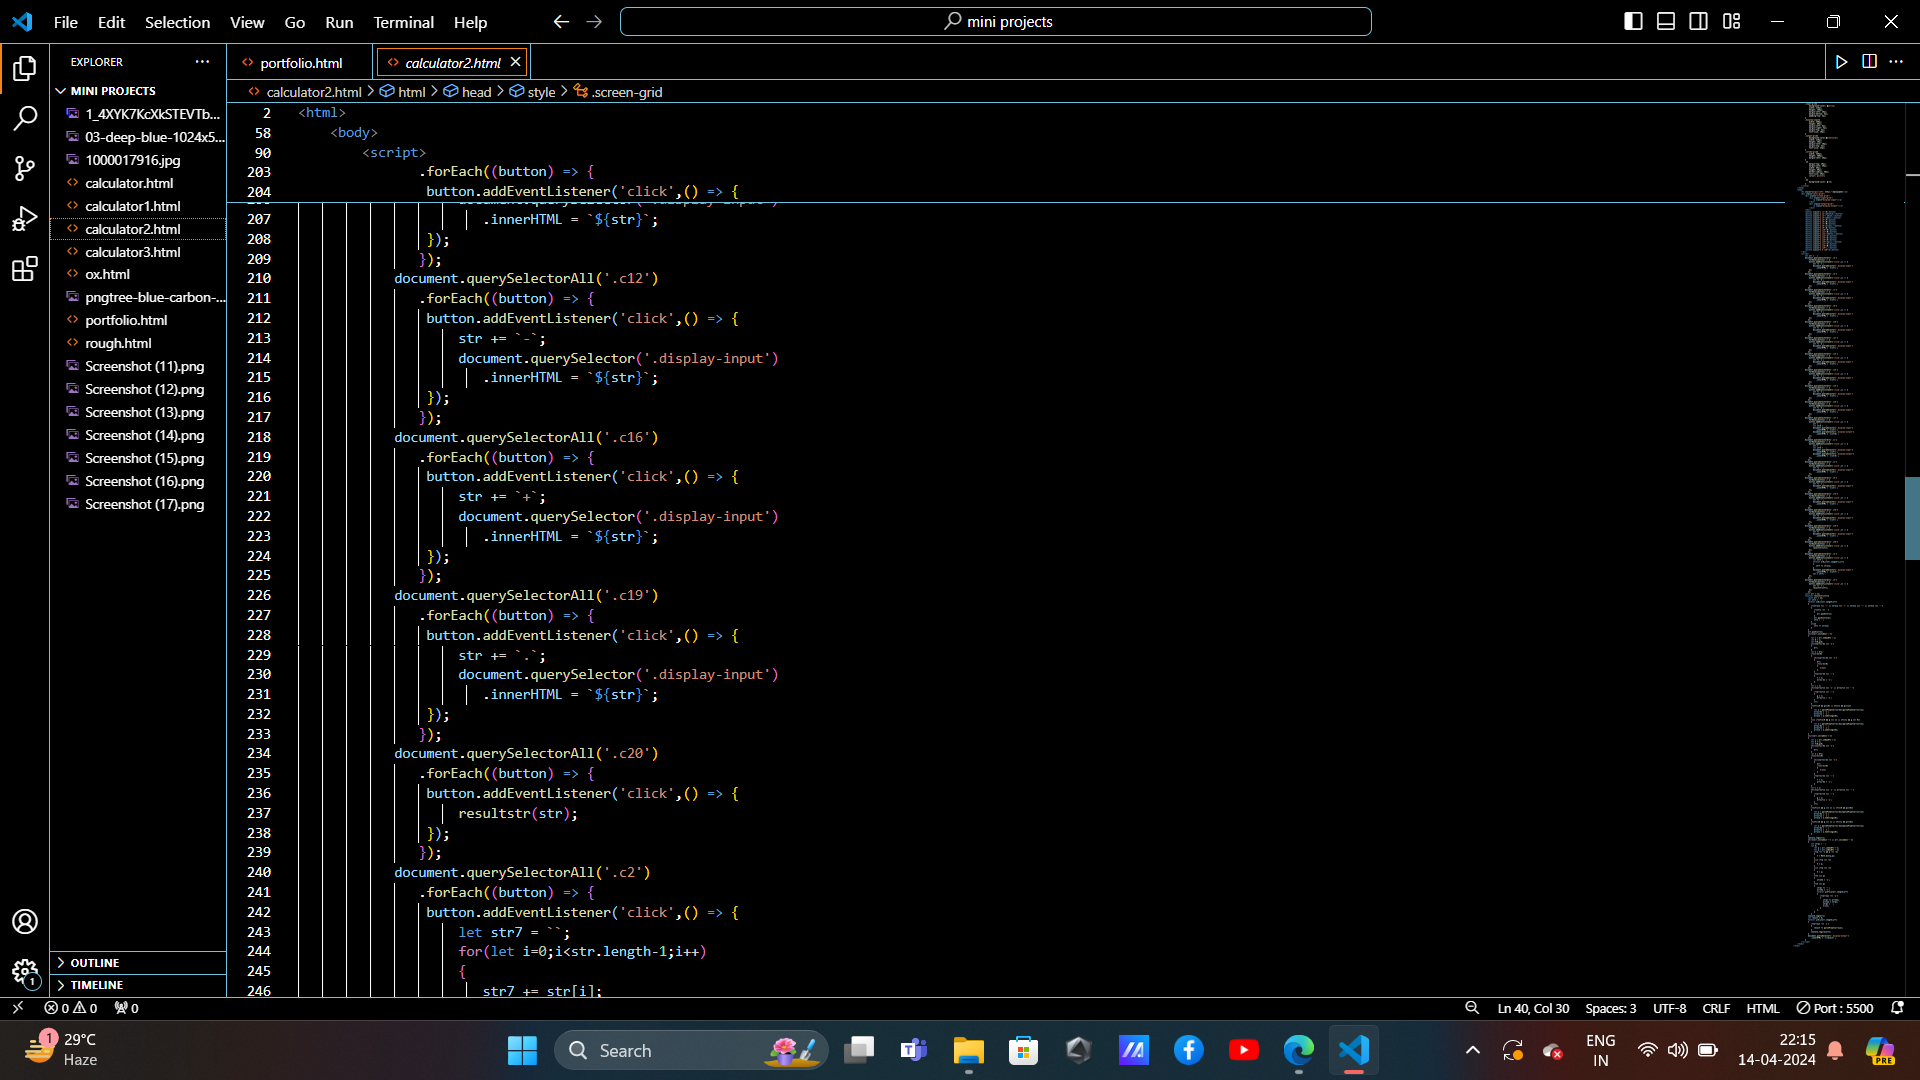 File Edit Selection View Go Run Terminal Help
mini projects
EXPLORER
portfolio.html
calculator2.html
MINI PROJECTS
1_4XYK7KcXkSTEVTb...
03-deep-blue-1024x5...
1000017916.jpg
calculator.html
calculator1.html
calculator2.html
calculator3.html
ox.html
pngtree-blue-carbon-...
portfolio.html
rough.html
Screenshot (11).png
Screenshot (12).png
Screenshot (13).png
Screenshot (14).png
Screenshot (15).png
Screenshot (16).png
Screenshot (17).png
OUTLINE
TIMELINE
calculator2.html > html > head > style > .screen-grid
2 <html>
58 <body>
90 <script>
203 .forEach((button) => {
204 button.addEventListener('click',() => {
207 .innerHTML = `${str}`;
208 });
209 });
210 document.querySelectorAll('.c12')
211 .forEach((button) => {
212 button.addEventListener('click',() => {
213 str += `-`;
214 document.querySelector('.display-input')
215 .innerHTML = `${str}`;
216 });
217 });
218 document.querySelectorAll('.c16')
219 .forEach((button) => {
220 button.addEventListener('click',() => {
221 str += `+`;
222 document.querySelector('.display-input')
223 .innerHTML = `${str}`;
224 });
225 });
226 document.querySelectorAll('.c19')
227 .forEach((button) => {
228 button.addEventListener('click',() => {
229 str += `.`;
230 document.querySelector('.display-input')
231 .innerHTML = `${str}`;
232 });
233 });
234 document.querySelectorAll('.c20')
235 .forEach((button) => {
236 button.addEventListener('click',() => {
237 resultstr(str);
238 });
239 });
240 document.querySelectorAll('.c2')
241 .forEach((button) => {
242 button.addEventListener('click',() => {
243 let str7 = ``;
244 for(let i=0;i<str.length-1;i++)
245 {
246 str7 += str[i];
1
0 0 0
Ln 40, Col 30 Spaces: 3 UTF-8 CRLF HTML Port : 5500
1
29°C
Haze
Search
ENG
IN
22:15
14-04-2024
PRE